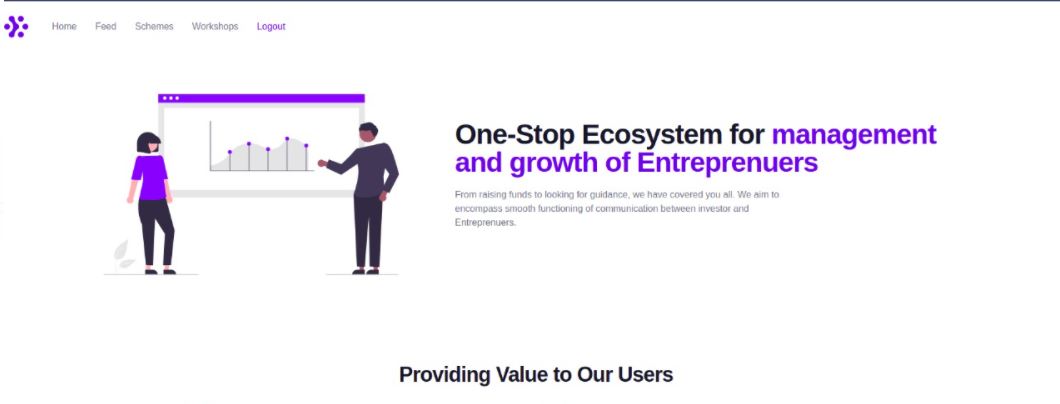 Home Feed Schemes Workshops Logout
One-Stop Ecosystem for management
and growth of Entreprenuers
From raising funds to looking for guidance, we have covered you all. We aim to
encompass smooth functioning of communication between investor and
Entreprenuers.
Providing Value to Our Users